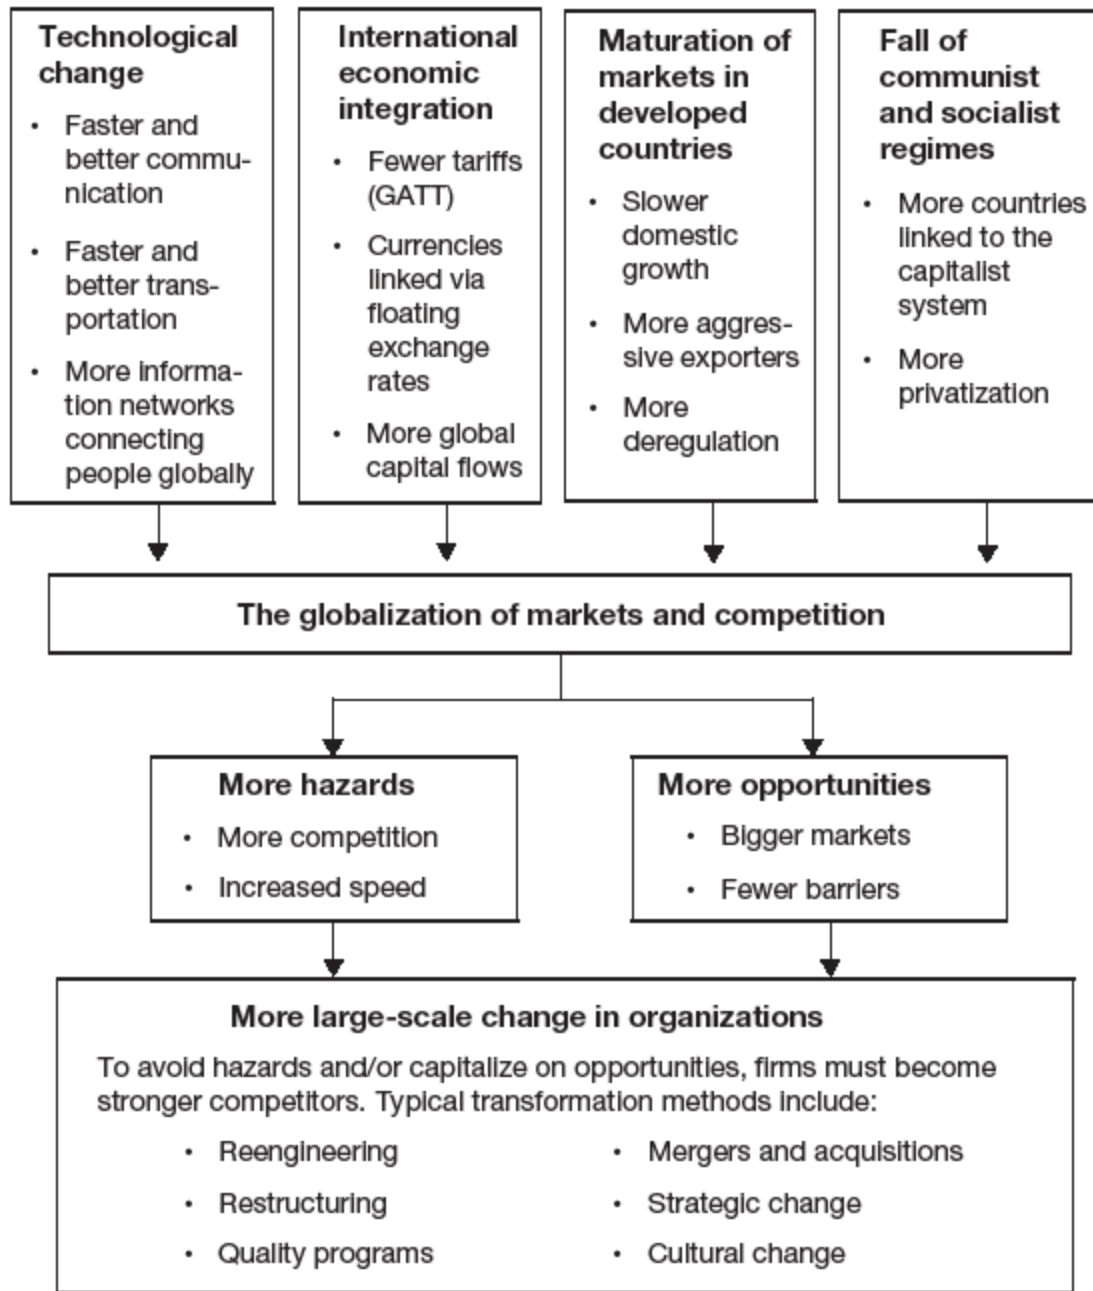 Technological
change
• Faster and
better commu-
nication
• Faster and
better trans-
portation
• More informa-
tion networks
connecting
people globally
International
economic
integration
• Fewer tariffs
(GATT)
• Currencies
linked via
floating
exchange
rates
• More global
capital flows
Maturation of
markets in
developed
countries
• Slower
domestic
growth
• More aggres-
sive exporters
• More
deregulation
Fall of
communist
and socialist
regimes
• More countries
linked to the
capitalist
system
• More
privatization
The globalization of markets and competition
More hazards
• More competition
• Increased speed
More opportunities
• Bigger markets
• Fewer barriers
More large-scale change in organizations
To avoid hazards and/or capitalize on opportunities, firms must become
stronger competitors. Typical transformation methods include:
• Reengineering
• Restructuring
• Quality programs
• Mergers and acquisitions
• Strategic change
• Cultural change